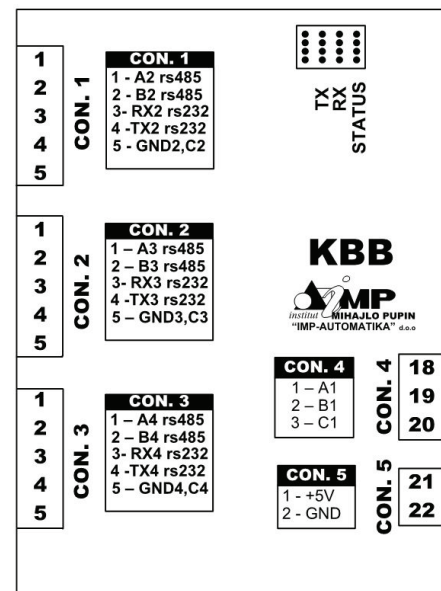 1
2
3
4
5
CON. 1
CON. 1
1 - A2 rs485
2 - B2 rs485
3- RX2 rs232
4 -TX2 rs232
5 - GND2,C2
TX
RX
STATUS
1
2
3
4
5
CON. 2
CON. 2
1 – A3 rs485
2 – B3 rs485
3- RX3 rs232
4 -TX3 rs232
5 – GND3,C3
KBB
iMP
institut MIHAJLO PUPIN
“IMP-AUTOMATIKA” d.o.o
1
2
3
4
5
CON. 3
CON. 3
1 – A4 rs485
2 – B4 rs485
3- RX4 rs232
4 -TX4 rs232
5 – GND4,C4
CON. 4
1 – A1
2 – B1
3 – C1
CON. 4
18
19
20
CON. 5
1 - +5V
2 - GND
CON. 5
21
22